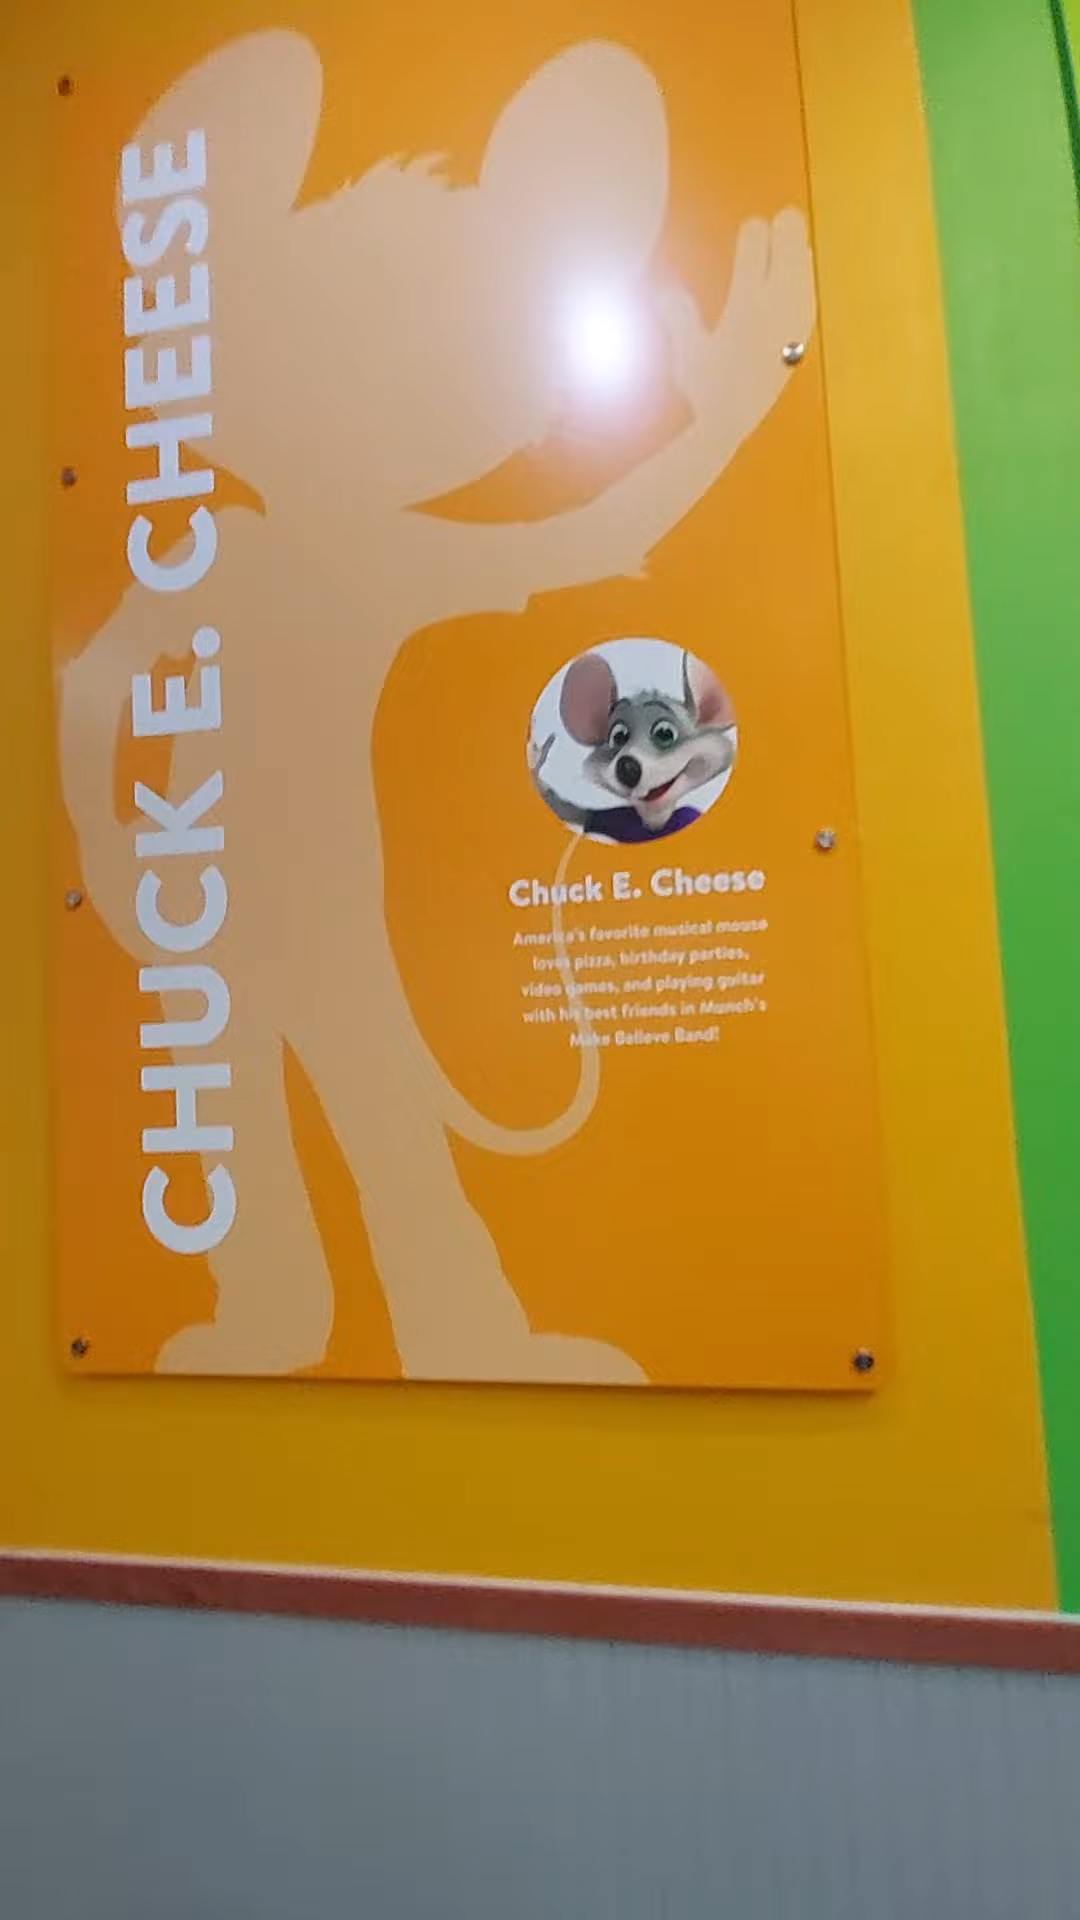 CHUCK E. CHEESE
Chuck E. Cheese
America's favorite musical mouse
loves pizza, birthday parties,
video games, and playing guitar
with his best friends in Munch's
Make Believe Band!